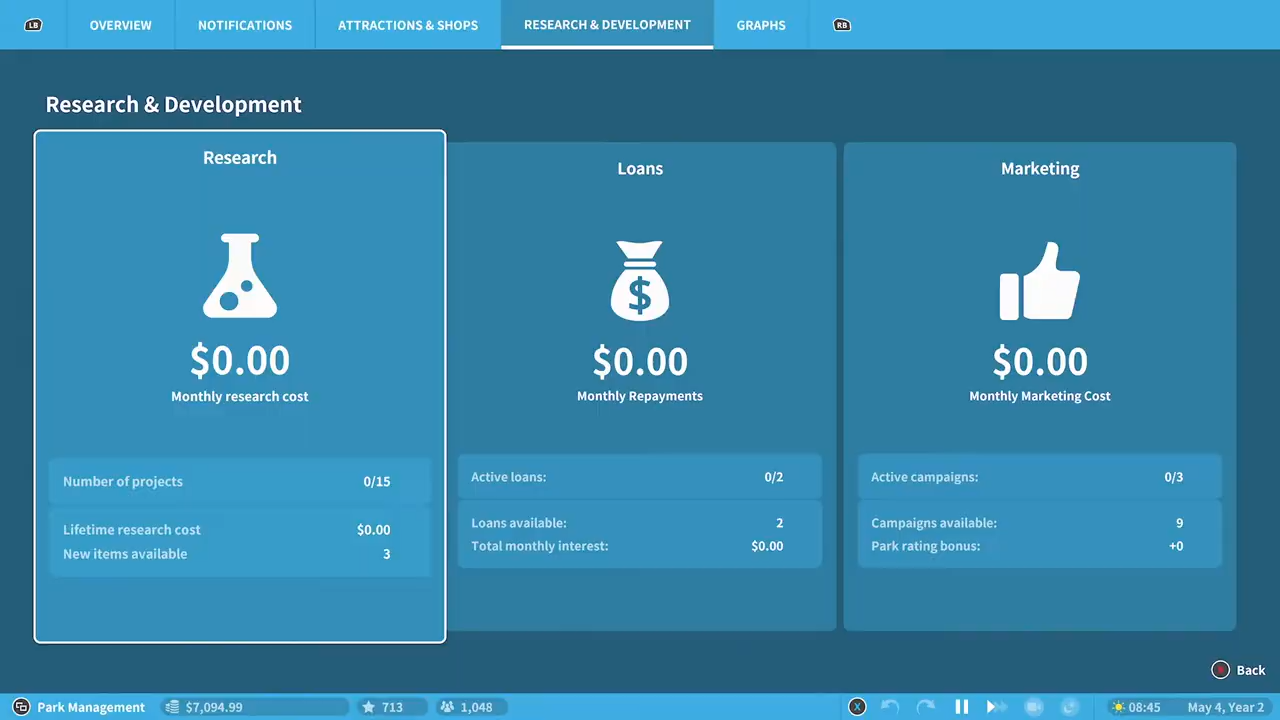 LB OVERVIEW NOTIFICATIONS ATTRACTIONS & SHOPS RESEARCH & DEVELOPMENT GRAPHS RB
Research & Development
Research
$0.00
Monthly research cost
Number of projects 0/15
Lifetime research cost $0.00
New items available 3
Loans
$
$0.00
Monthly Repayments
Active loans: 0/2
Loans available: 2
Total monthly interest: $0.00
Marketing
$0.00
Monthly Marketing Cost
Active campaigns: 0/3
Campaigns available: 9
Park rating bonus: +0
Back
Park Management $7,094.99 713 1,048 X 08:45 May 4, Year 2